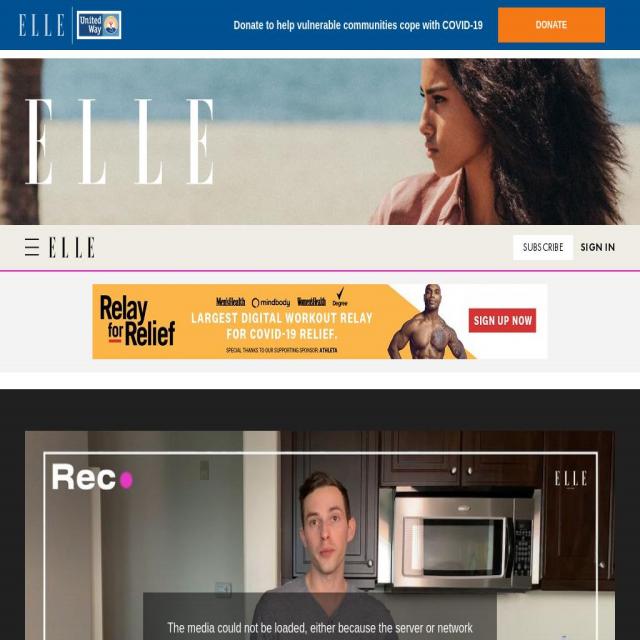 ELLE
United
Way
Donate to help vulnerable communities cope with COVID-19
DONATE
ELLE
ELLE
SUBSCRIBE
SIGN IN
Relay
for Relief
Men'sHealth mindbody Women'sHealth Degree
LARGEST DIGITAL WORKOUT RELAY
FOR COVID-19 RELIEF.
SPECIAL THANKS TO OUR SUPPORTING SPONSOR: ATHLETA
SIGN UP NOW
Rec
ELLE
The media could not be loaded, either because the server or network